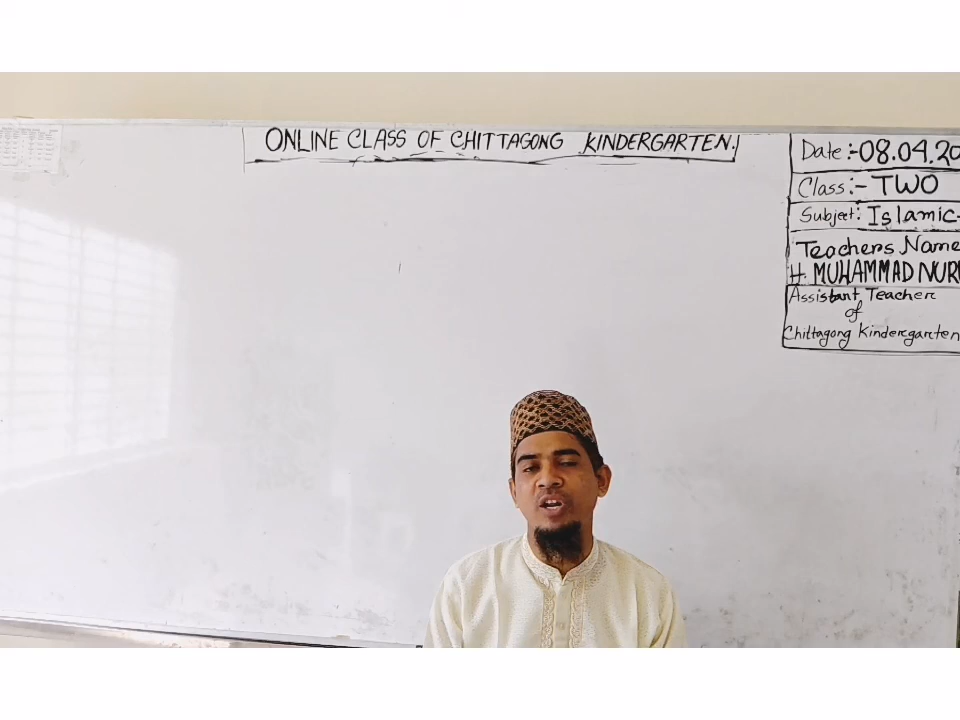 ONLINE CLASS OF CHITTAGONG KINDERGARTEN.
Date:-08.04.20
Class:- TWO
Subject: Islamic-
Teachers Name
H. MUHAMMAD NUR
Assistant Teacher
of
Chittagong Kindergarten